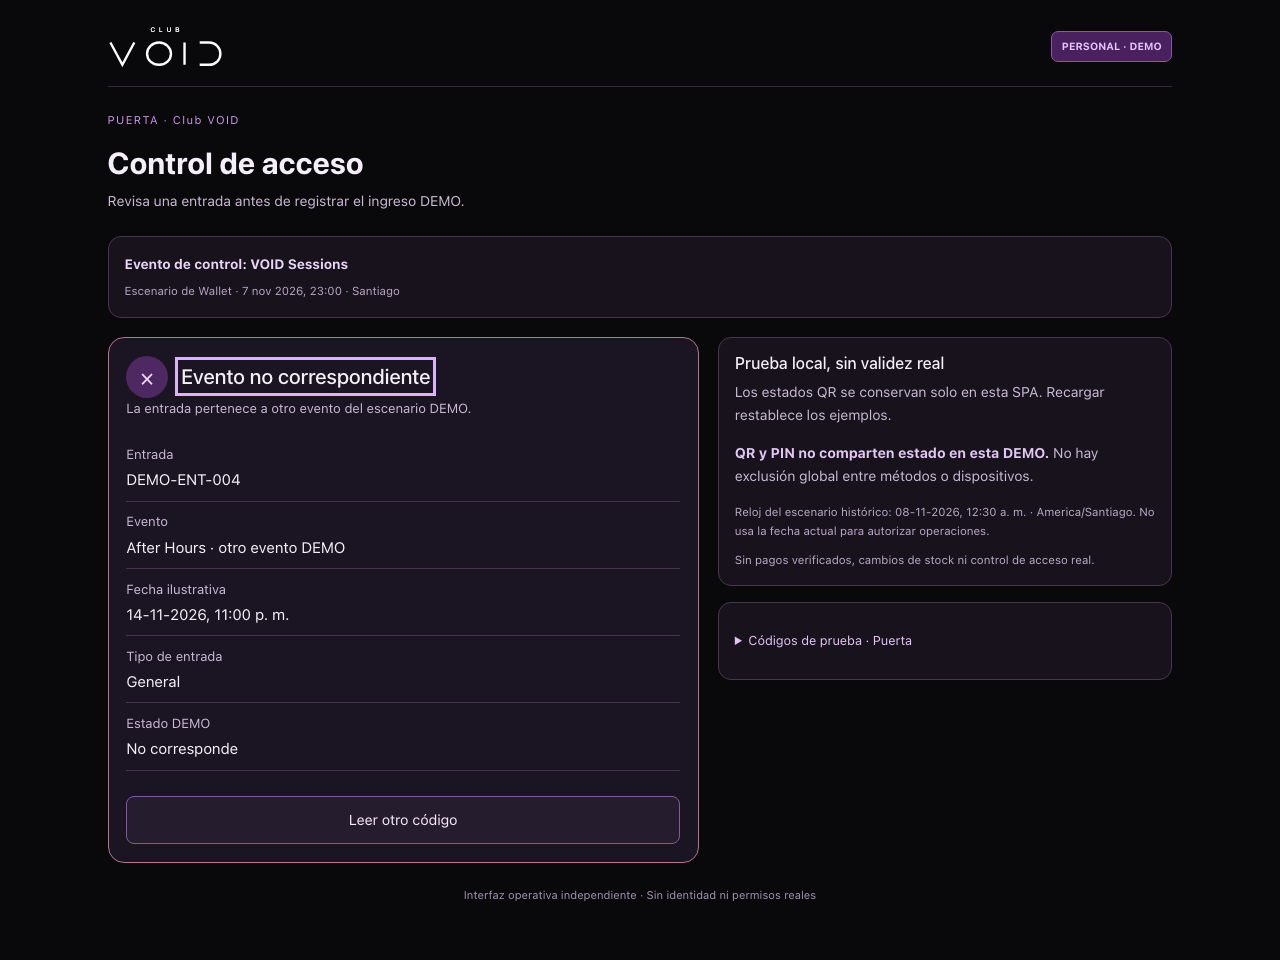 CLUB
VOID
PERSONAL · DEMO
PUERTA · Club VOID
Control de acceso
Revisa una entrada antes de registrar el ingreso DEMO.
Evento de control: VOID Sessions
Escenario de Wallet · 7 nov 2026, 23:00 · Santiago
Evento no correspondiente
La entrada pertenece a otro evento del escenario DEMO.
Entrada
DEMO-ENT-004
Evento
After Hours · otro evento DEMO
Fecha ilustrativa
14-11-2026, 11:00 p. m.
Tipo de entrada
General
Estado DEMO
No corresponde
Leer otro código
Prueba local, sin validez real
Los estados QR se conservan solo en esta SPA. Recargar
restablece los ejemplos.
QR y PIN no comparten estado en esta DEMO. No hay
exclusión global entre métodos o dispositivos.
Reloj del escenario histórico: 08-11-2026, 12:30 a. m. · America/Santiago. No
usa la fecha actual para autorizar operaciones.
Sin pagos verificados, cambios de stock ni control de acceso real.
Códigos de prueba · Puerta
Interfaz operativa independiente · Sin identidad ni permisos reales